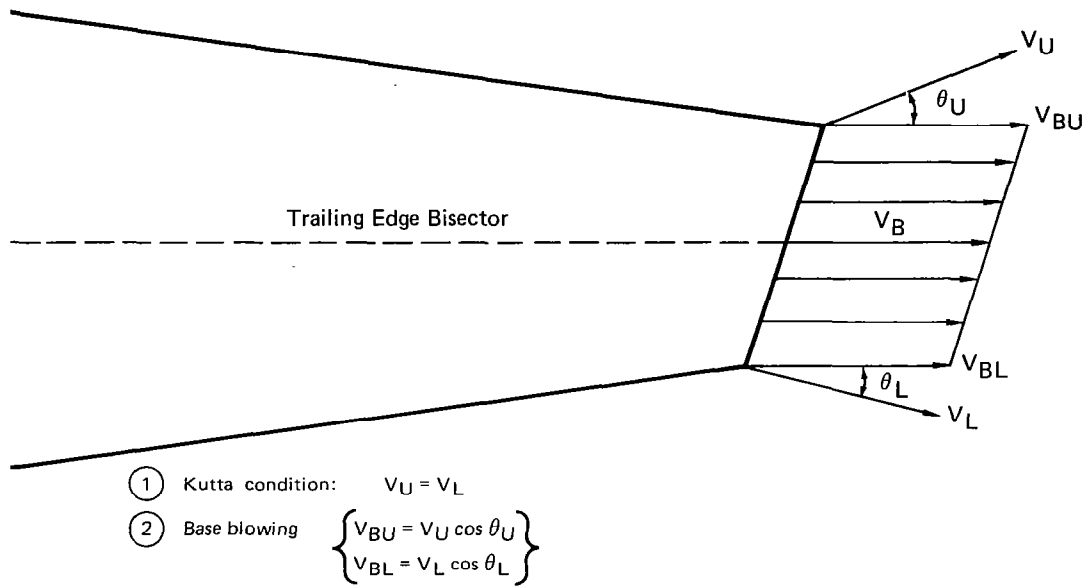 V_U
θ_U
V_BU
Trailing Edge Bisector
V_B
V_BL
θ_L
V_L
1 Kutta condition: V_U = V_L
2 Base blowing { V_BU = V_U cos θ_U
V_BL = V_L cos θ_L }